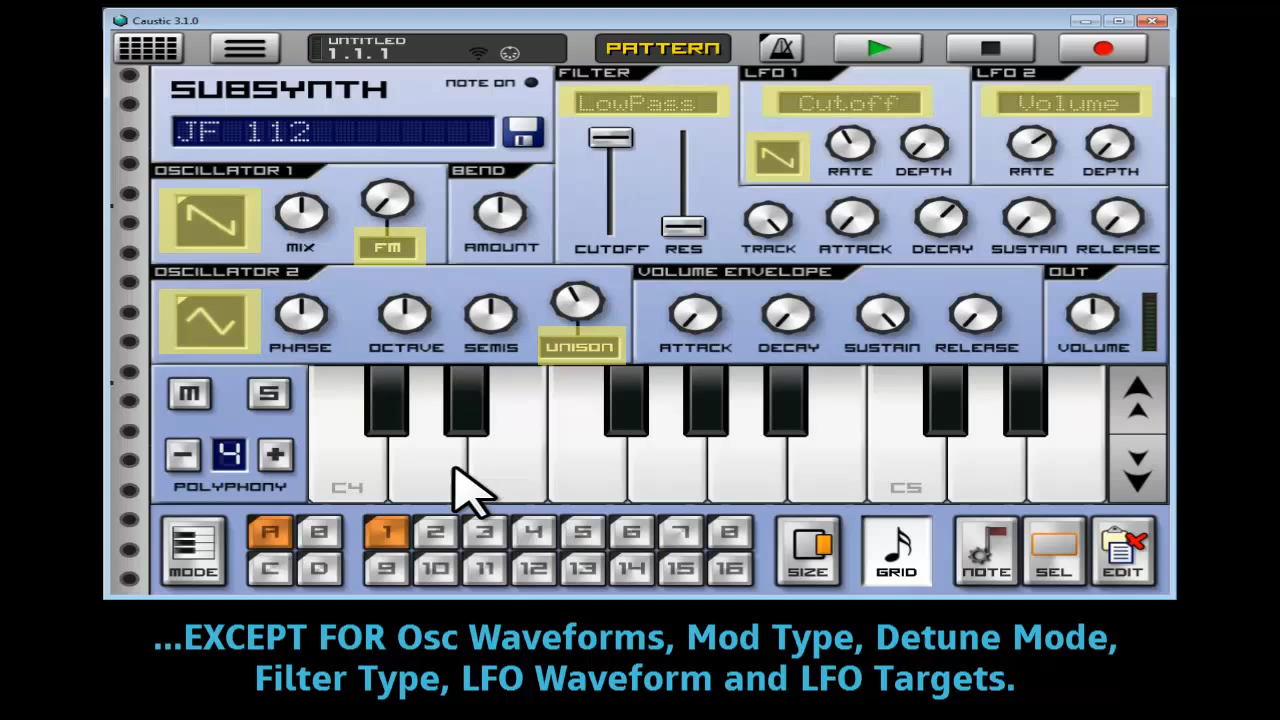 Caustic 3.1.0
UNTITLED
1.1.1
PATTERN
SUBSYNTH
NOTE ON
JF 112
FILTER
LowPass
CUTOFF RES
LFO 1
Cutoff
RATE DEPTH
LFO 2
Volume
RATE DEPTH
TRACK ATTACK DECAY SUSTAIN RELEASE
OSCILLATOR 1
MIX
FM
BEND
AMOUNT
OSCILLATOR 2
PHASE OCTAVE SEMIS UNISON
VOLUME ENVELOPE
ATTACK DECAY SUSTAIN RELEASE
OUT
VOLUME
M S
- 4 +
POLYPHONY
C4 C5
MODE
A B
C D
1 2 3 4 5 6 7 8
9 10 11 12 13 14 15 16
SIZE GRID NOTE SEL EDIT
...EXCEPT FOR Osc Waveforms, Mod Type, Detune Mode,
Filter Type, LFO Waveform and LFO Targets.